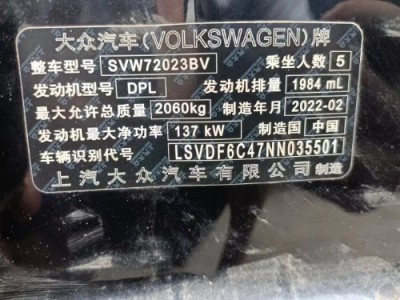 大众汽车(VOLKSWAGEN)牌
整车型号 SVW72023BV 乘坐人数 5
发动机型号 DPL 发动机排量 1984 mL
最大允许总质量 2060kg 制造年月 2022-02
发动机最大净功率 137 kW 制造国 中国
车辆识别代号 LSVDF6C47NN035501
上汽大众汽车有限公司 制造